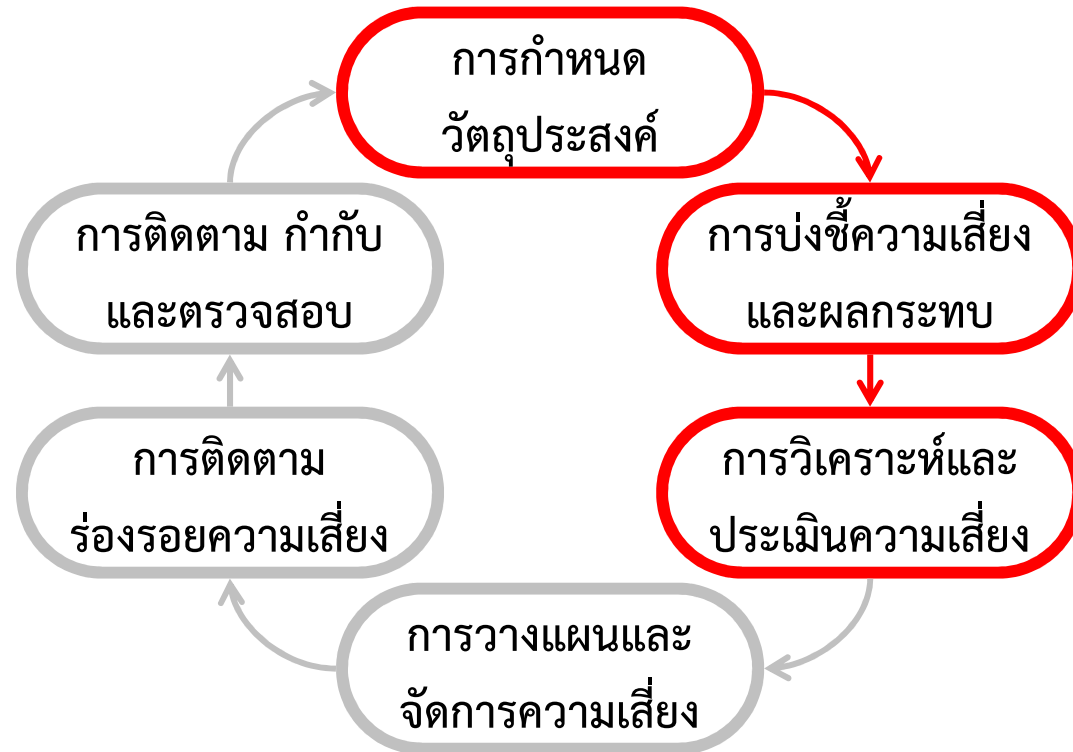 การกำหนด
วัตถุประสงค์
การบ่งชี้ความเสี่ยง
และผลกระทบ
การวิเคราะห์และ
ประเมินความเสี่ยง
การวางแผนและ
จัดการความเสี่ยง
การติดตาม
ร่องรอยความเสี่ยง
การติดตาม กำกับ
และตรวจสอบ